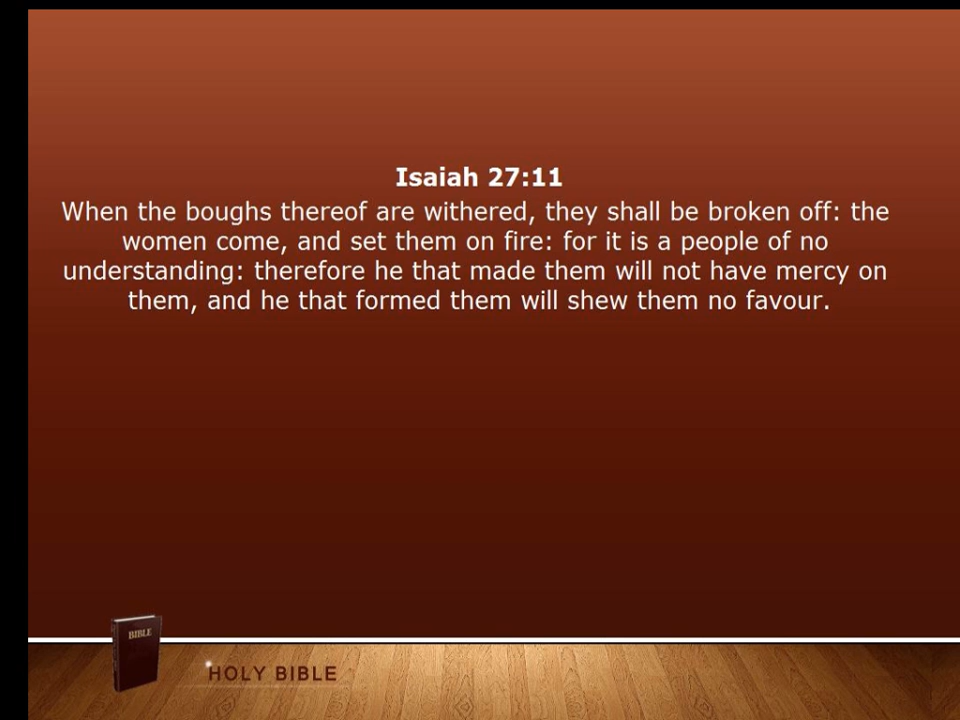 Isaiah 27:11
When the boughs thereof are withered, they shall be broken off: the
women come, and set them on fire: for it is a people of no
understanding: therefore he that made them will not have mercy on
them, and he that formed them will shew them no favour.
BIBLE
HOLY BIBLE